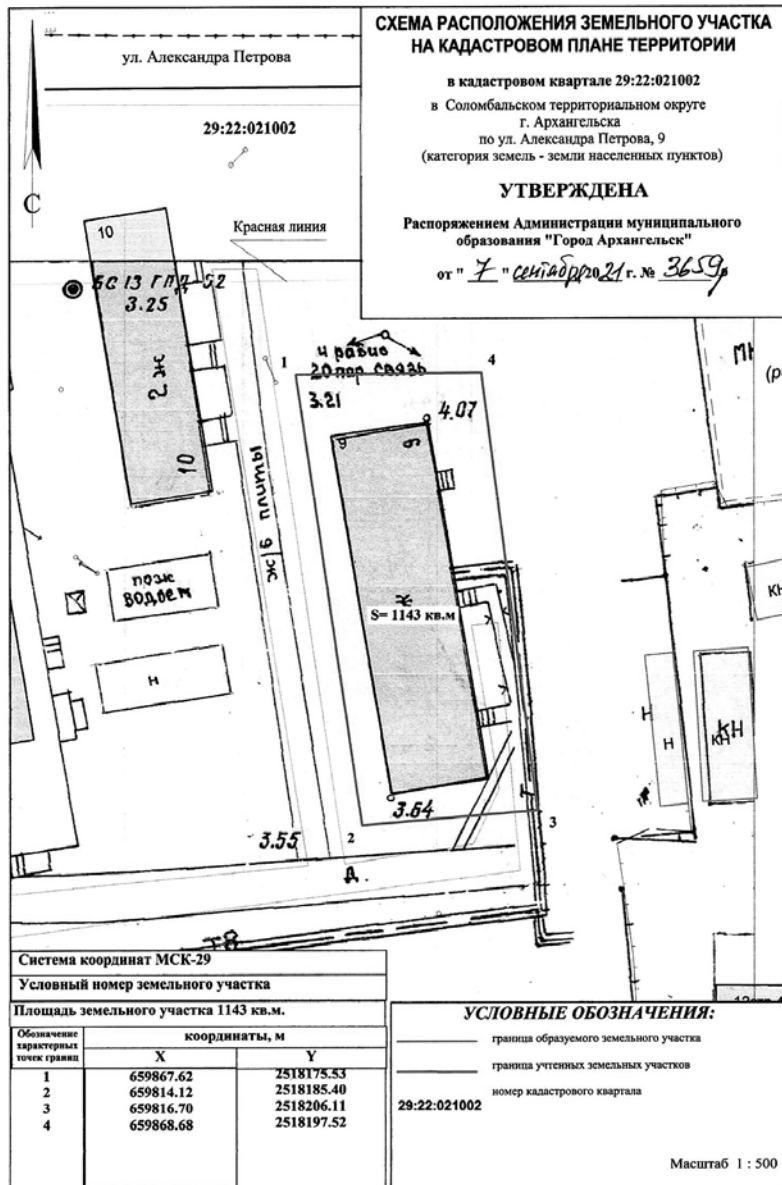 СХЕМА РАСПОЛОЖЕНИЯ ЗЕМЕЛЬНОГО УЧАСТКА
НА КАДАСТРОВОМ ПЛАНЕ ТЕРРИТОРИИ
в кадастровом квартале 29:22:021002
в Соломбальском территориальном округе
г. Архангельска
по ул. Александра Петрова, 9
(категория земель - земли населенных пунктов)
УТВЕРЖДЕНА
Распоряжением Администрации муниципального
образования "Город Архангельск"
от " 7 " сентября 2021 г. № 3659р
ул. Александра Петрова
29:22:021002
С
Красная линия
10
3.25
2 ж
10
1
4
20 пар связь
3.21
4.07
9
9
ж/б плиты
пож
водоем
Н
S= 1143 кв.м
Н
Н
КН
КН
КН
3.64
3.55
2
3
Д.
Система координат МСК-29
Условный номер земельного участка
Площадь земельного участка 1143 кв.м.
Обозначение характерных точек границ координаты, м
X Y
1 659867.62 2518175.53
2 659814.12 2518185.40
3 659816.70 2518206.11
4 659868.68 2518197.52
УСЛОВНЫЕ ОБОЗНАЧЕНИЯ:
граница образуемого земельного участка
граница учтенных земельных участков
29:22:021002 номер кадастрового квартала
Масштаб 1 : 500